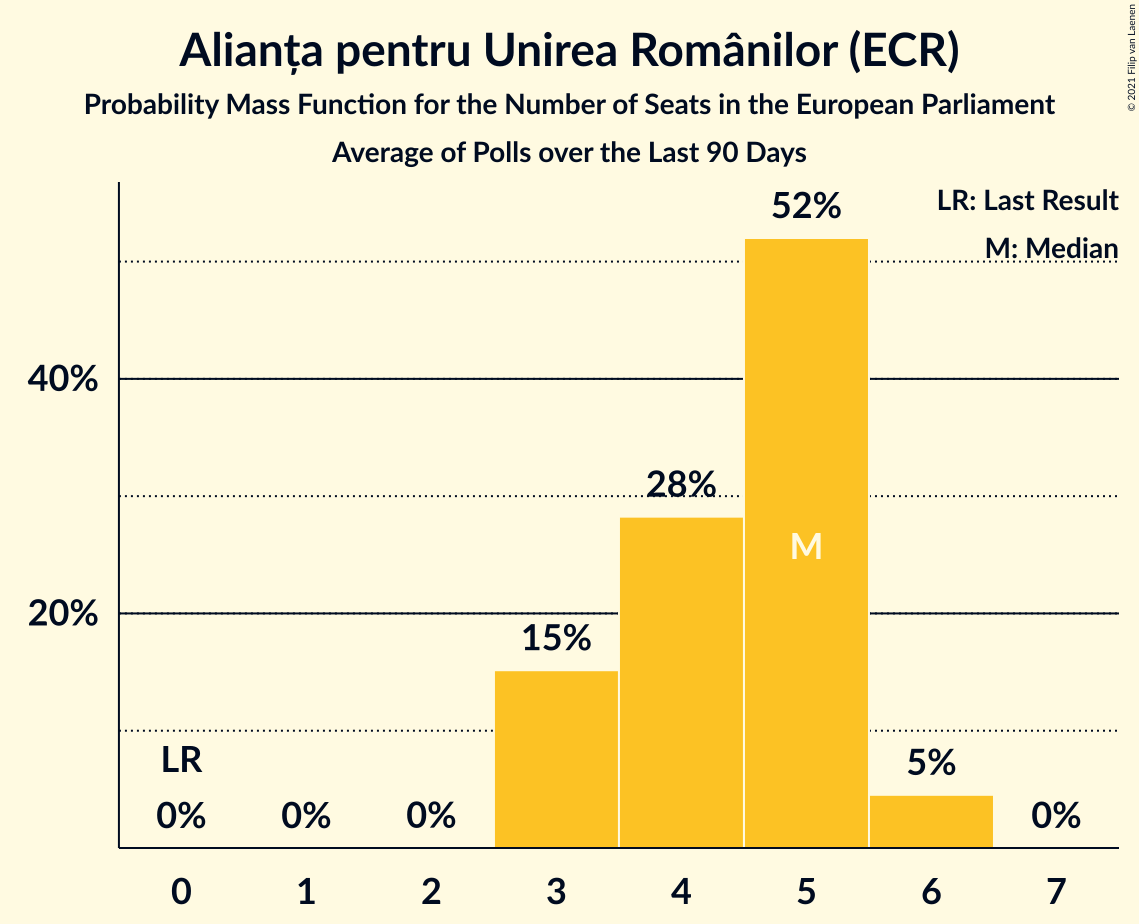 Alianța pentru Unirea Românilor (ECR)
Probability Mass Function for the Number of Seats in the European Parliament
Average of Polls over the Last 90 Days
© 2021 Filip van Laenen
LR: Last Result
M: Median
52%
40%
28%
M
20%
15%
LR
5%
0% 0% 0% 0%
0 1 2 3 4 5 6 7